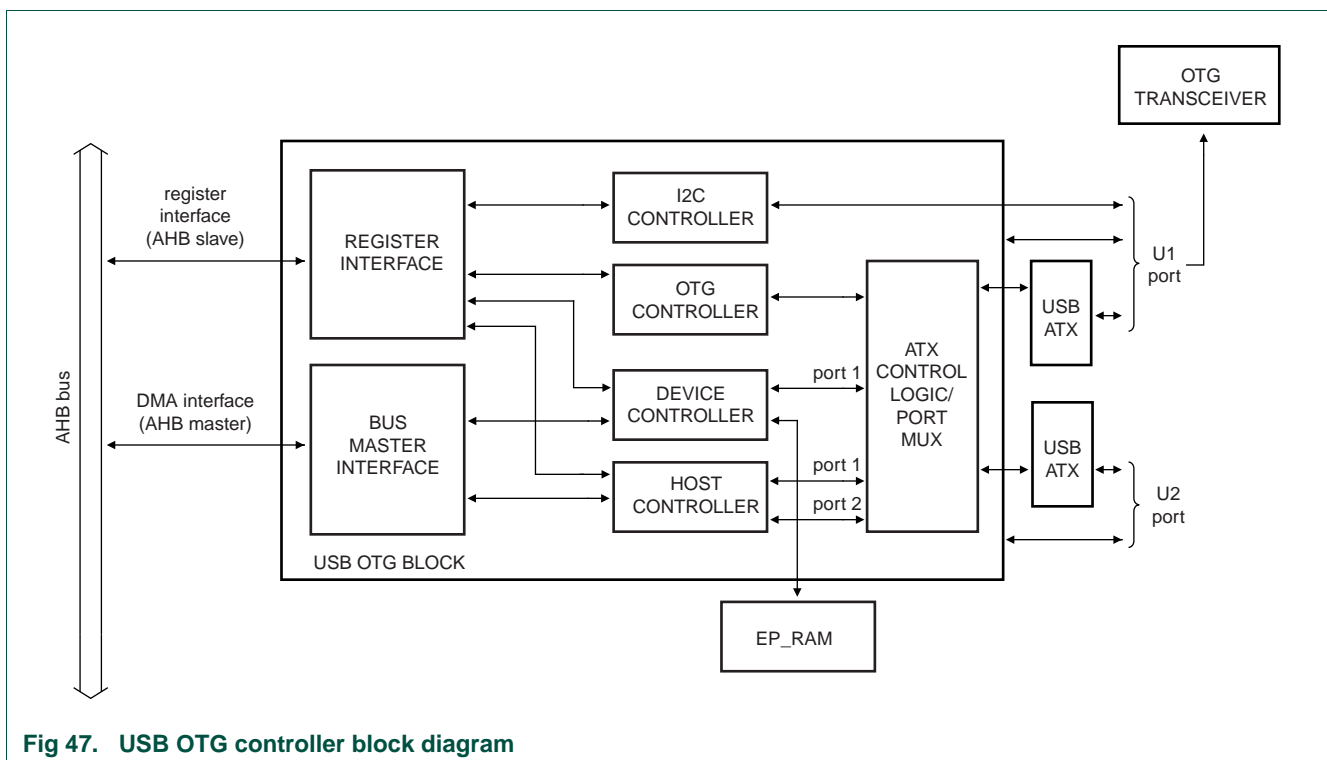 OTG
TRANSCEIVER
register
interface
(AHB slave)
REGISTER
INTERFACE
I2C
CONTROLLER
OTG
CONTROLLER
U1
port
USB
ATX
ATX
CONTROL
LOGIC/
PORT
MUX
AHB bus
DMA interface
(AHB master)
BUS
MASTER
INTERFACE
DEVICE
CONTROLLER
port 1
HOST
CONTROLLER
port 1
port 2
USB
ATX
U2
port
USB OTG BLOCK
EP_RAM
Fig 47. USB OTG controller block diagram